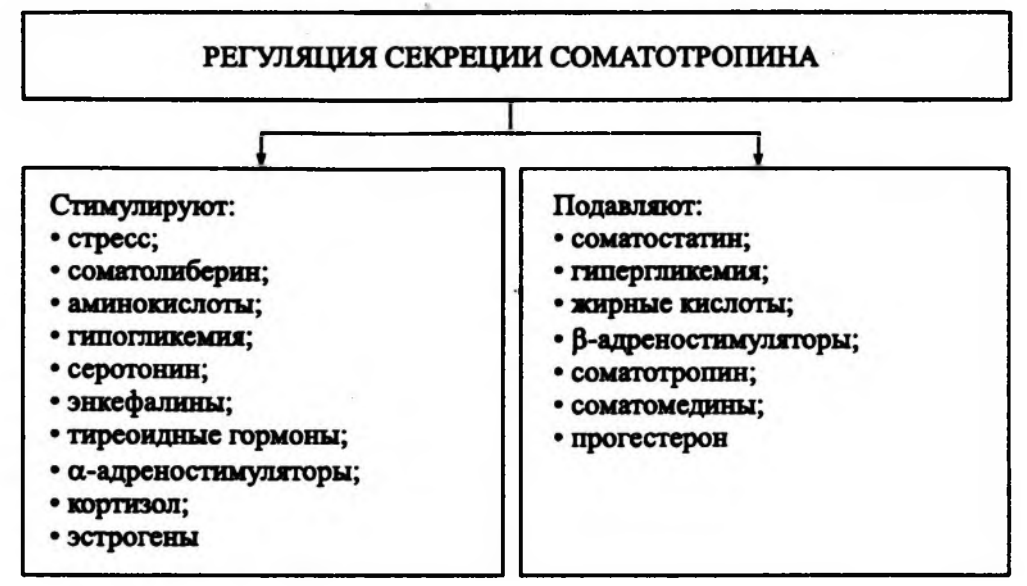 РЕГУЛЯЦИЯ СЕКРЕЦИИ СОМАТОТРОПИНА
Стимулируют:
• стресс;
• соматолиберин;
• аминокислоты;
• гипогликемия;
• серотонин;
• энкефалины;
• тиреоидные гормоны;
• α-адреностимуляторы;
• кортизол;
• эстрогены
Подавляют:
• соматостатин;
• гипергликемия;
• жирные кислоты;
• β-адреностимуляторы;
• соматотропин;
• соматомедины;
• прогестерон